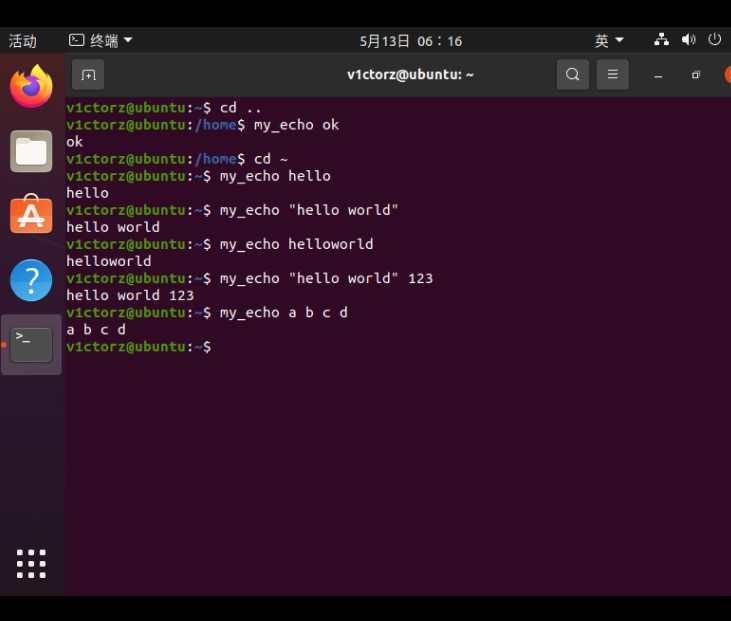 活动 终端 5月13日 06：16 英
v1ctorz@ubuntu: ~
v1ctorz@ubuntu:~$ cd ..
v1ctorz@ubuntu:/home$ my_echo ok
ok
v1ctorz@ubuntu:/home$ cd ~
v1ctorz@ubuntu:~$ my_echo hello
hello
v1ctorz@ubuntu:~$ my_echo "hello world"
hello world
v1ctorz@ubuntu:~$ my_echo helloworld
helloworld
v1ctorz@ubuntu:~$ my_echo "hello world" 123
hello world 123
v1ctorz@ubuntu:~$ my_echo a b c d
a b c d
v1ctorz@ubuntu:~$